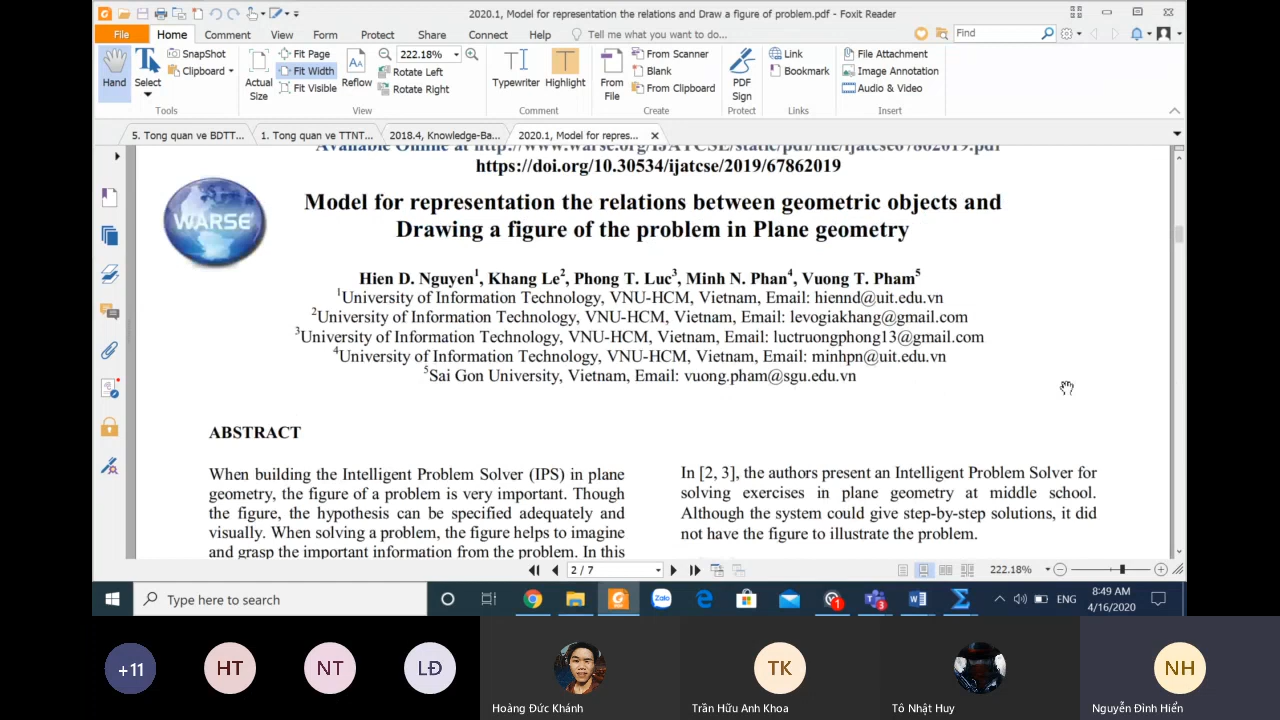 2020.1, Model for representation the relations and Draw a figure of problem.pdf - Foxit Reader
File Home Comment View Form Protect Share Connect Help Tell me what you want to do... Find
Hand
Select
SnapShot
Clipboard
Tools
Actual Size
Fit Page
Fit Width
Fit Visible
Reflow
222.18%
Rotate Left
Rotate Right
View
Typewriter
Highlight
Comment
From File
From Scanner
Blank
From Clipboard
Create
PDF Sign
Protect
Link
Bookmark
Links
File Attachment
Image Annotation
Audio & Video
Insert
5. Tong quan ve BDTT... 1. Tong quan ve TTNT... 2018.4, Knowledge-Ba... 2020.1, Model for repres...
Available Online at http://www.warse.org/IJATCSE/static/pdf/file/ijatcse67862019.pdf
https://doi.org/10.30534/ijatcse/2019/67862019
WARSE
Model for representation the relations between geometric objects and
Drawing a figure of the problem in Plane geometry
Hien D. Nguyen1, Khang Le2, Phong T. Luc3, Minh N. Phan4, Vuong T. Pham5
1University of Information Technology, VNU-HCM, Vietnam, Email: hiennd@uit.edu.vn
2University of Information Technology, VNU-HCM, Vietnam, Email: levogiakhang@gmail.com
3University of Information Technology, VNU-HCM, Vietnam, Email: luctruongphong13@gmail.com
4University of Information Technology, VNU-HCM, Vietnam, Email: minhpn@uit.edu.vn
5Sai Gon University, Vietnam, Email: vuong.pham@sgu.edu.vn
ABSTRACT
When building the Intelligent Problem Solver (IPS) in plane
geometry, the figure of a problem is very important. Though
the figure, the hypothesis can be specified adequately and
visually. When solving a problem, the figure helps to imagine
and grasp the important information from the problem. In this
In [2, 3], the authors present an Intelligent Problem Solver for
solving exercises in plane geometry at middle school.
Although the system could give step-by-step solutions, it did
not have the figure to illustrate the problem.
2 / 7
222.18%
Type here to search
Zalo
1
3
ENG
8:49 AM
4/16/2020
+11
HT
NT
LĐ
TK
NH
Hoàng Đức Khánh
Trần Hữu Anh Khoa
Tô Nhật Huy
Nguyễn Đình Hiển